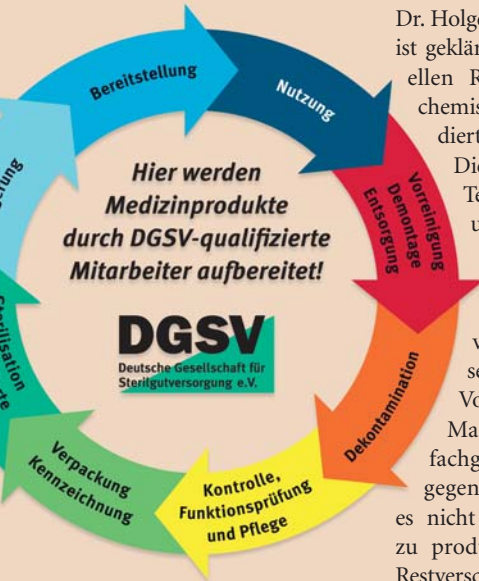 Bereitstellung
Nutzung
Vorreinigung
Demontage
Entsorgung
Dekontamination
Kontrolle,
Funktionsprüfung
und Pflege
Verpackung
Kennzeichnung
Hier werden
Medizinprodukte
durch DGSV-qualifizierte
Mitarbeiter aufbereitet!
DGSV
Deutsche Gesellschaft für
Sterilgutversorgung e.V.
Dr. Holge
ist geklär
ellen R
chemis
diert
Die
Te
u
w
se
Vo
Ma
fachg
gegen
es nicht
zu prod
Restversc